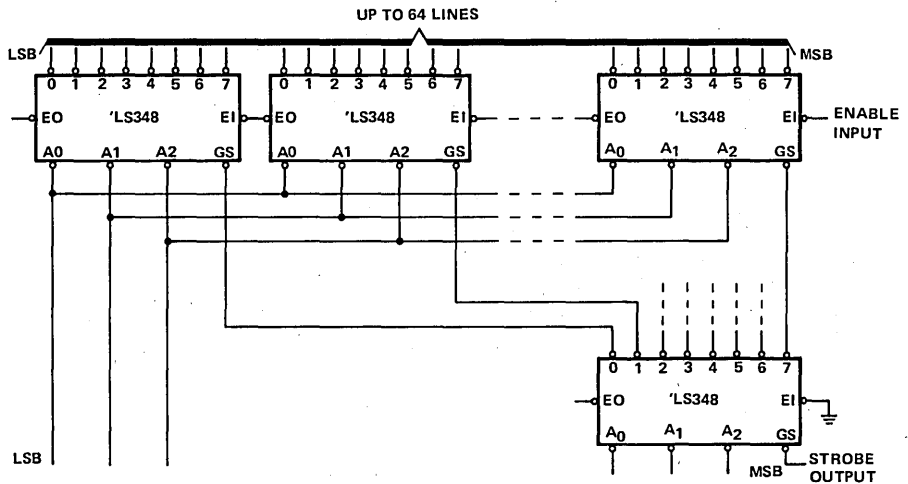 UP TO 64 LINES
LSB MSB
0 1 2 3 4 5 6 7 0 1 2 3 4 5 6 7 0 1 2 3 4 5 6 7
EO 'LS348 EI EO 'LS348 EI EO 'LS348 EI ENABLE
INPUT
A0 A1 A2 GS A0 A1 A2 GS A0 A1 A2 GS
0 1 2 3 4 5 6 7
EO 'LS348 EI
A0 A1 A2 GS
LSB MSB STROBE
OUTPUT